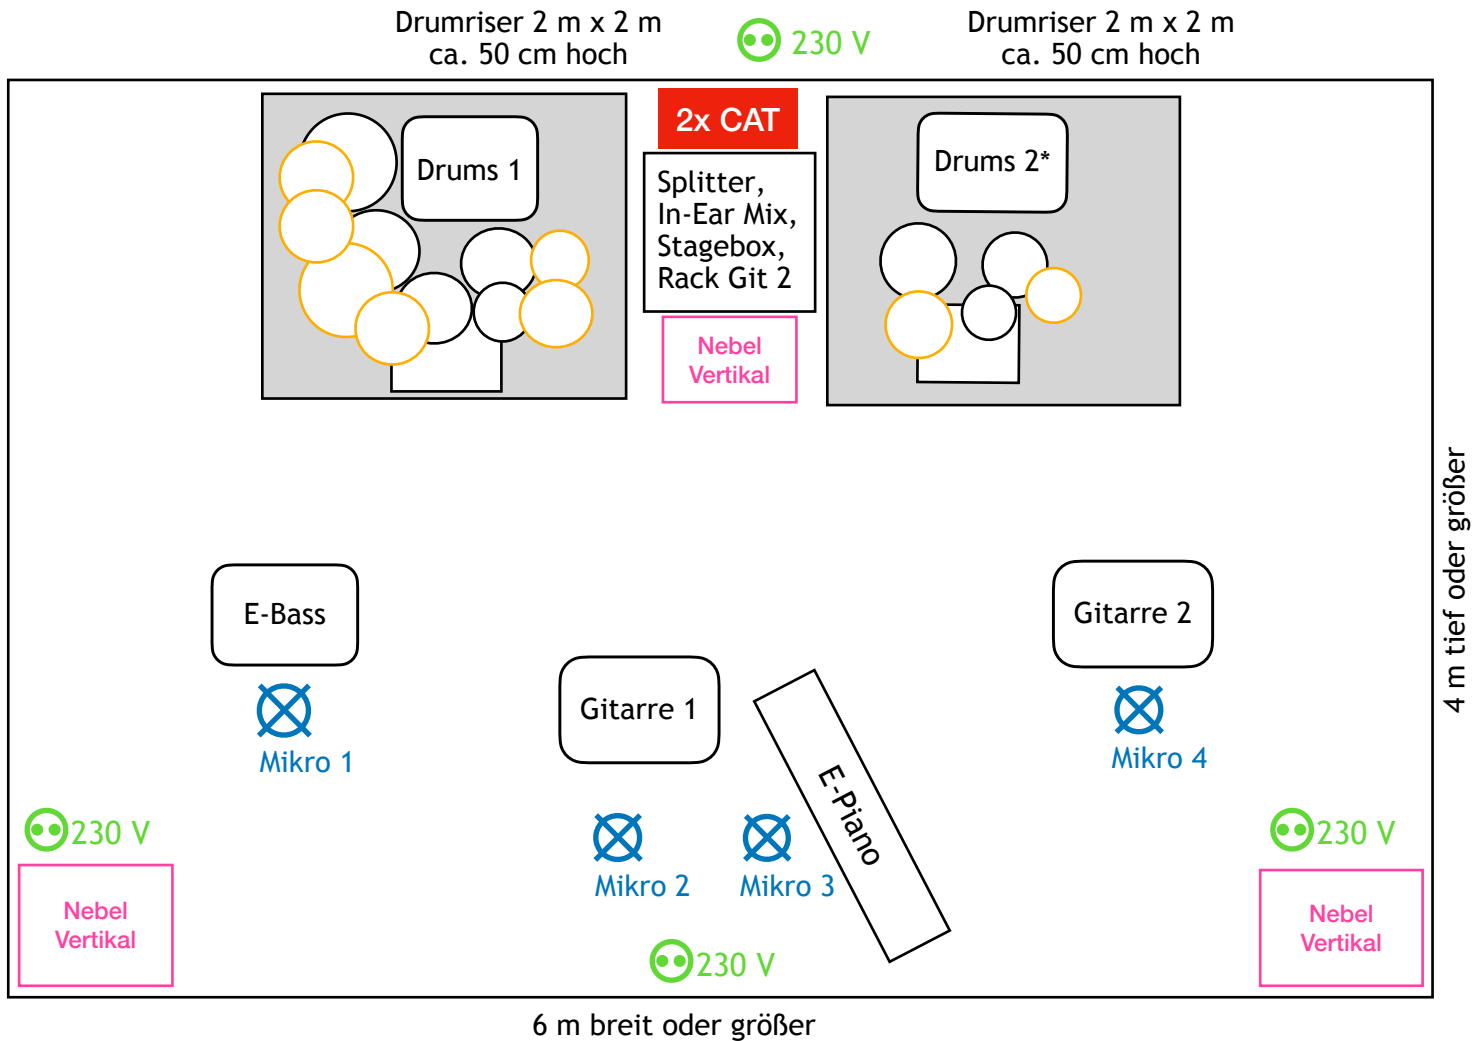 Drumriser 2 m x 2 m
ca. 50 cm hoch
230 V
Drumriser 2 m x 2 m
ca. 50 cm hoch
Drums 1
2x CAT
Splitter,
In-Ear Mix,
Stagebox,
Rack Git 2
Nebel
Vertikal
Drums 2*
4 m tief oder größer
E-Bass
Mikro 1
Gitarre 1
Gitarre 2
Mikro 4
E-Piano
Mikro 2
Mikro 3
230 V
Nebel
Vertikal
230 V
230 V
Nebel
Vertikal
6 m breit oder größer